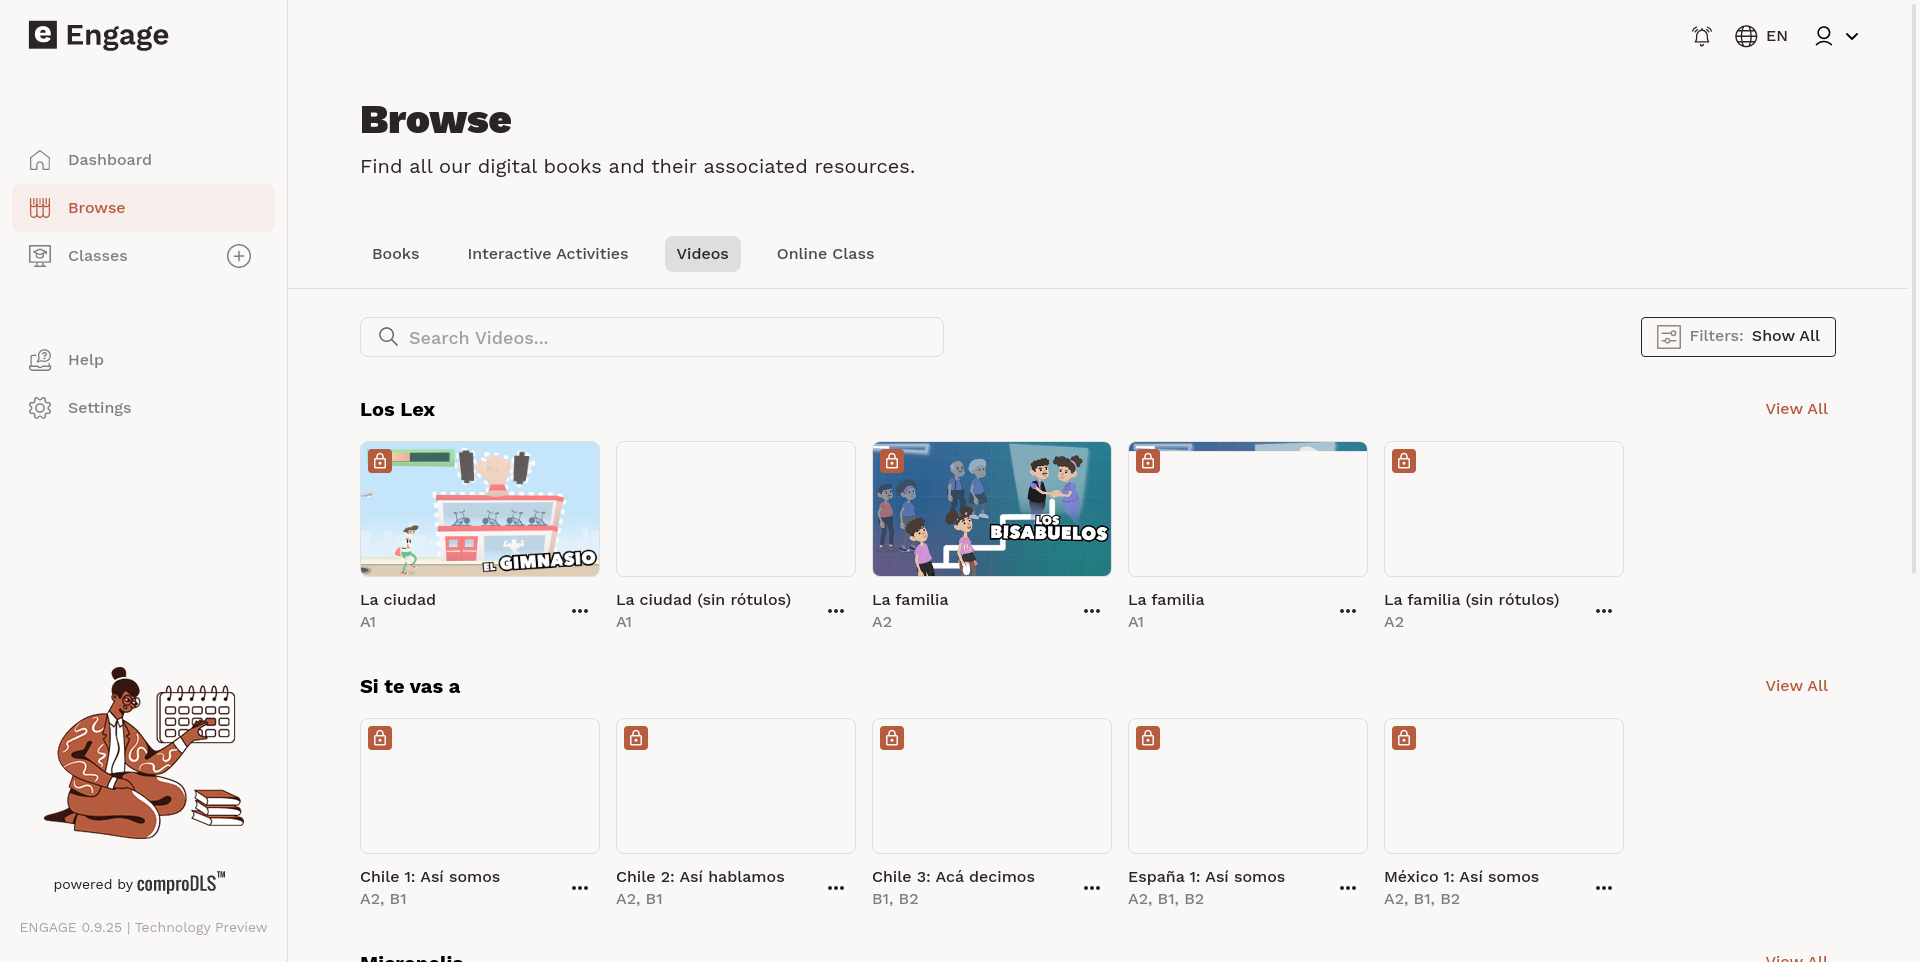 e Engage
EN
Dashboard
Browse
Classes
Help
Settings
powered by comproDLS™
ENGAGE 0.9.25 | Technology Preview
Browse
Find all our digital books and their associated resources.
Books
Interactive Activities
Videos
Online Class
Search Videos...
Filters: Show All
Los Lex
View All
EL GIMNASIO
LOS
BISABUELOS
La ciudad
A1
La ciudad (sin rótulos)
A1
La familia
A2
La familia
A1
La familia (sin rótulos)
A2
Si te vas a
View All
Chile 1: Así somos
A2, B1
Chile 2: Así hablamos
A2, B1
Chile 3: Acá decimos
B1, B2
España 1: Así somos
A2, B1, B2
México 1: Así somos
A2, B1, B2
Micropolis
View All